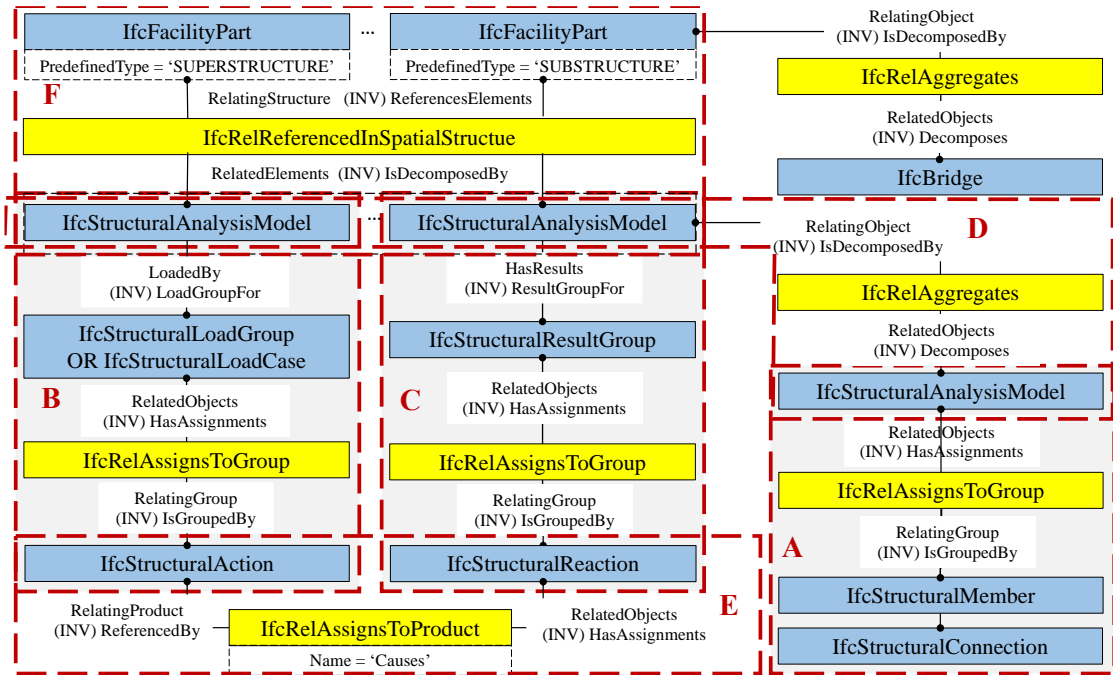 IfcFacilityPart
PredefinedType = ‘SUPERSTRUCTURE’
...
IfcFacilityPart
PredefinedType = ‘SUBSTRUCTURE’
RelatingObject
(INV) IsDecomposedBy
IfcRelAggregates
RelatedObjects
(INV) Decomposes
IfcBridge
F
RelatingStructure (INV) ReferencesElements
IfcRelReferencedInSpatialStructue
RelatedElements (INV) IsDecomposedBy
IfcStructuralAnalysisModel
...
IfcStructuralAnalysisModel
RelatingObject
(INV) IsDecomposedBy
D
IfcRelAggregates
RelatedObjects
(INV) Decomposes
IfcStructuralAnalysisModel
LoadedBy
(INV) LoadGroupFor
IfcStructuralLoadGroup
OR IfcStructuralLoadCase
B
RelatedObjects
(INV) HasAssignments
IfcRelAssignsToGroup
RelatingGroup
(INV) IsGroupedBy
IfcStructuralAction
HasResults
(INV) ResultGroupFor
IfcStructuralResultGroup
C
RelatedObjects
(INV) HasAssignments
IfcRelAssignsToGroup
RelatingGroup
(INV) IsGroupedBy
IfcStructuralReaction
RelatedObjects
(INV) HasAssignments
IfcRelAssignsToGroup
A
RelatingGroup
(INV) IsGroupedBy
IfcStructuralMember
IfcStructuralConnection
RelatingProduct
(INV) ReferencedBy
IfcRelAssignsToProduct
Name = ‘Causes’
RelatedObjects
(INV) HasAssignments
E